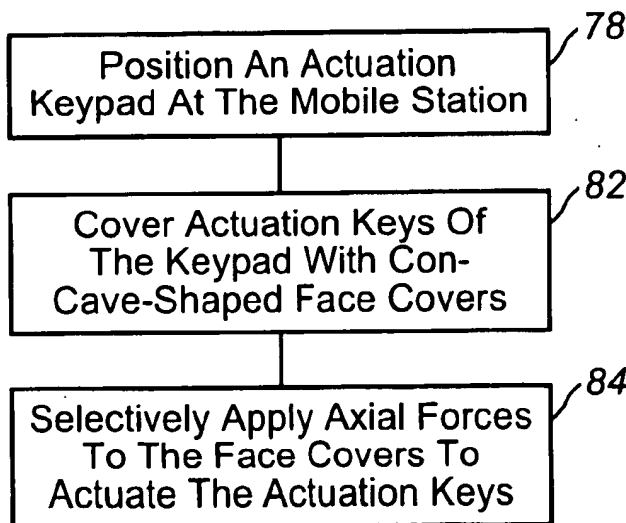 78
Position An Actuation
Keypad At The Mobile Station
82
Cover Actuation Keys Of
The Keypad With Con-
Cave-Shaped Face Covers
84
Selectively Apply Axial Forces
To The Face Covers To
Actuate The Actuation Keys